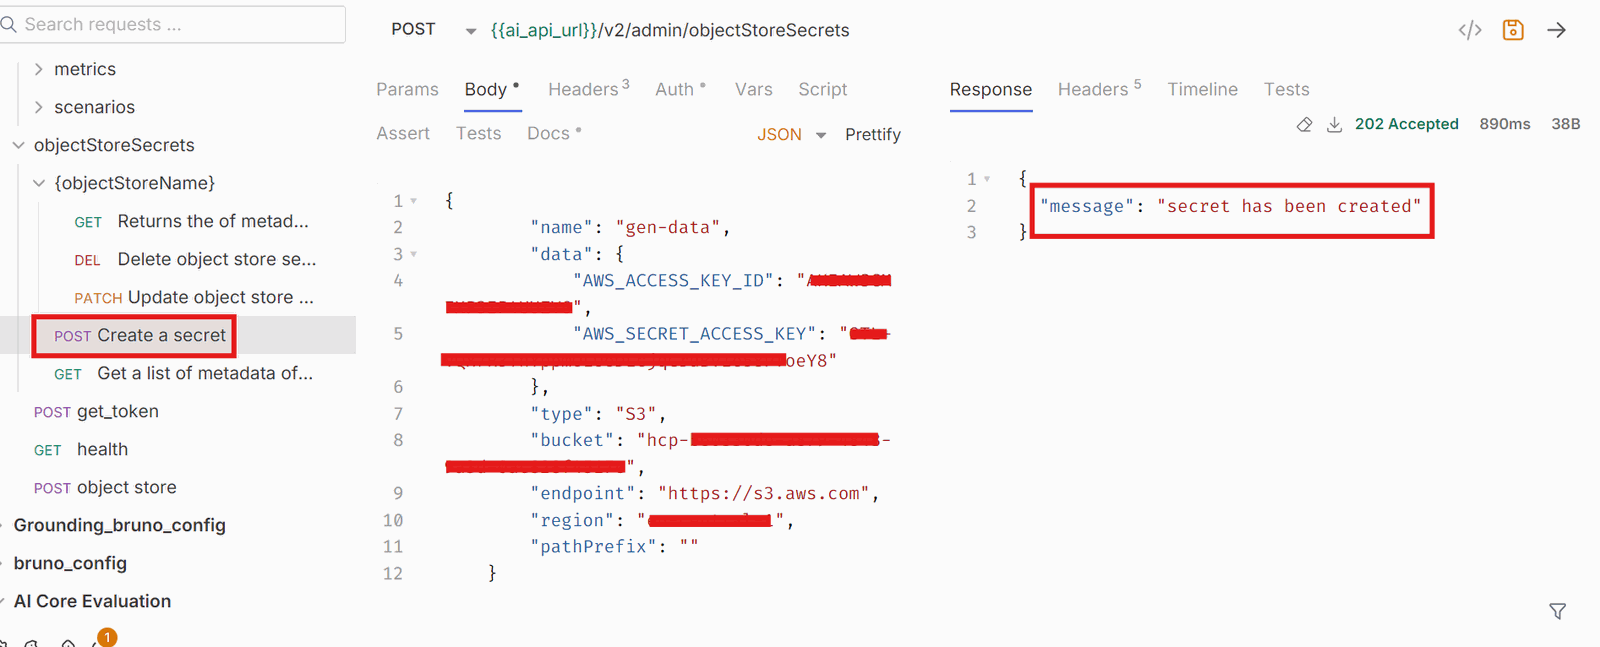 Search requests ...
metrics
scenarios
objectStoreSecrets
{objectStoreName}
GET Returns the of metad...
DEL Delete object store se...
PATCH Update object store ...
POST Create a secret
GET Get a list of metadata of...
POST get_token
GET health
POST object store
Grounding_bruno_config
bruno_config
AI Core Evaluation
1
POST {{ai_api_url}}/v2/admin/objectStoreSecrets
Params Body Headers 3 Auth Vars Script
Assert Tests Docs JSON Prettify
1 {
2 "name": "gen-data",
3 "data": {
4 "AWS_ACCESS_KEY_ID": "
",
5 "AWS_SECRET_ACCESS_KEY": "
oeY8"
6 },
7 "type": "S3",
8 "bucket": "hcp-
",
9 "endpoint": "https://s3.aws.com",
10 "region": "
",
11 "pathPrefix": ""
12 }
Response Headers 5 Timeline Tests
202 Accepted 890ms 38B
1 {
2 "message": "secret has been created"
3 }